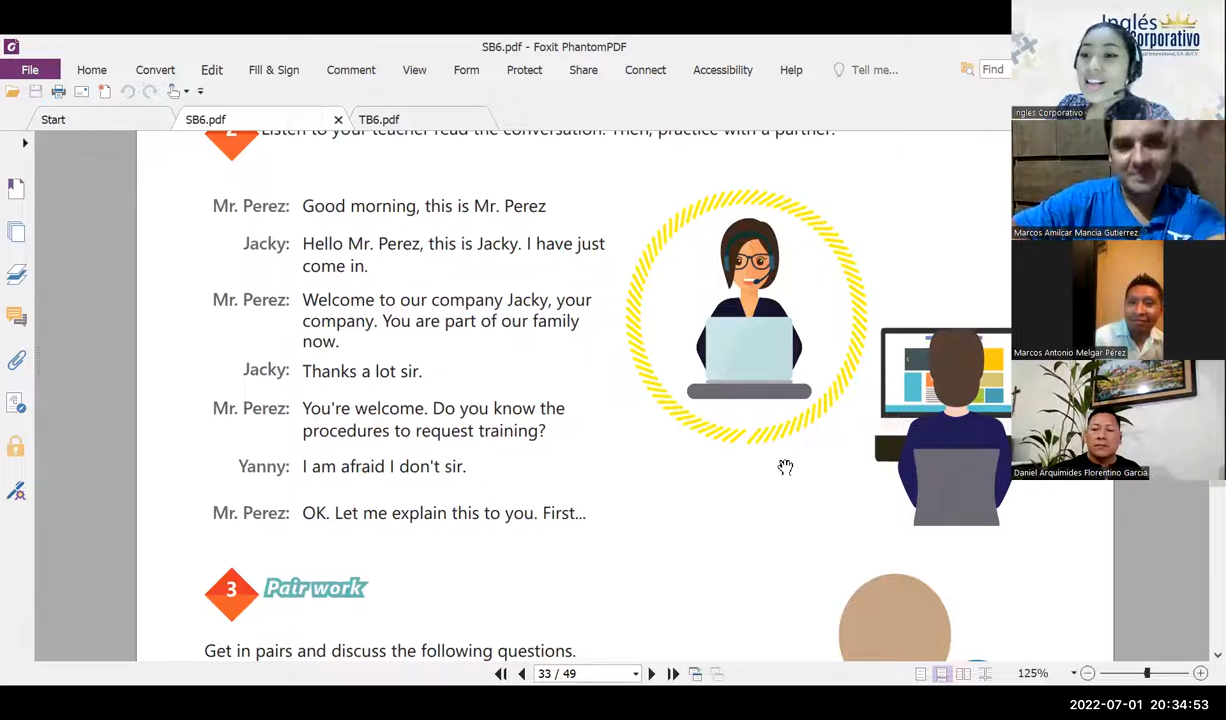 SB6.pdf - Foxit PhantomPDF
File Home Convert Edit Fill & Sign Comment View Form Protect Share Connect Accessibility Help Tell me... Find
Start SB6.pdf TB6.pdf
2 Listen to your teacher read the conversation. Then, practice with a partner.
Mr. Perez: Good morning, this is Mr. Perez
Jacky: Hello Mr. Perez, this is Jacky. I have just
come in.
Mr. Perez: Welcome to our company Jacky, your
company. You are part of our family
now.
Jacky: Thanks a lot sir.
Mr. Perez: You're welcome. Do you know the
procedures to request training?
Yanny: I am afraid I don't sir.
Mr. Perez: OK. Let me explain this to you. First...
3 Pair work
Get in pairs and discuss the following questions.
33 / 49
125%
Inglés
Corporativo
Ingles Corporativo
Marcos Amilcar Mancia Gutierrez
Marcos Antonio Melgar Pérez
Daniel Arquimides Florentino Garcia
2022-07-01 20:34:53